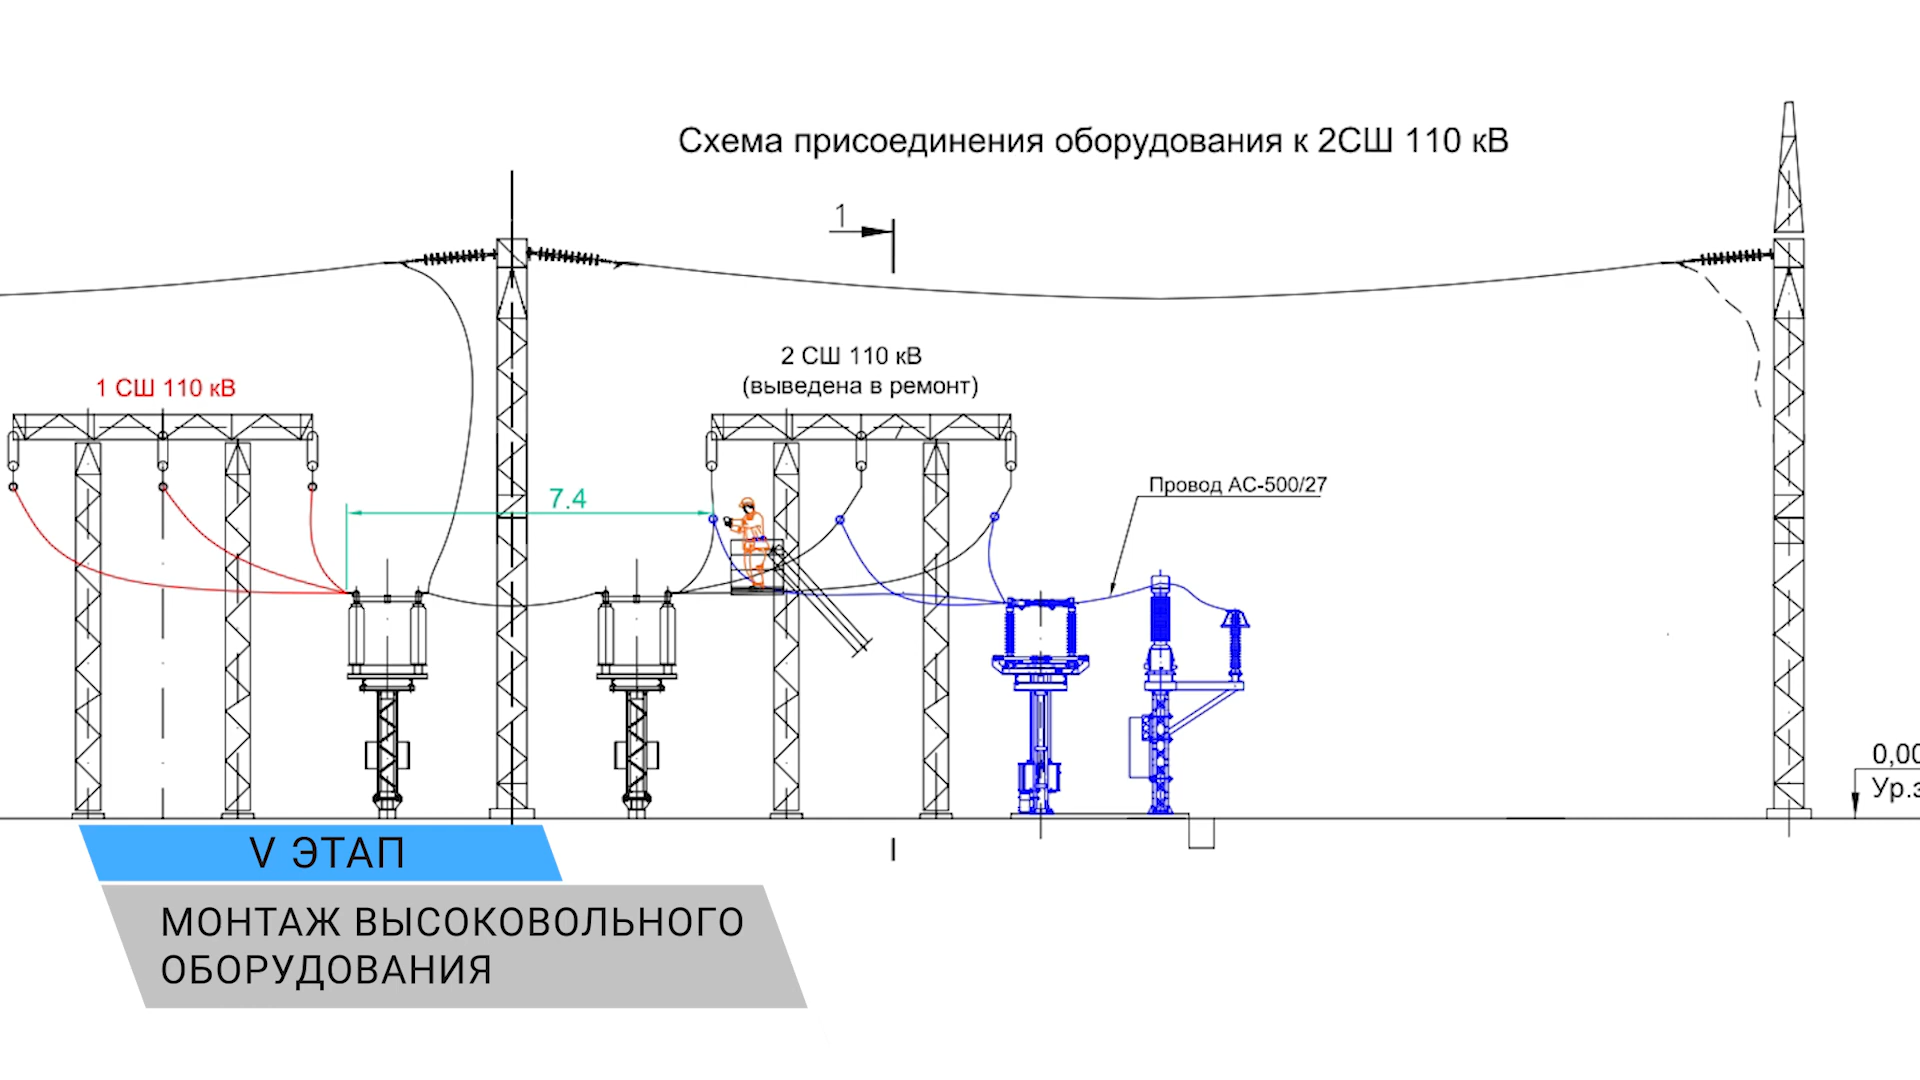 Схема присоединения оборудования к 2СШ 110 кВ
1
2 СШ 110 кВ
(выведена в ремонт)
1 СШ 110 кВ
7.4
Провод АС-500/27
0,00
Ур.з
V ЭТАП
МОНТАЖ ВЫСОКОВОЛЬНОГО
ОБОРУДОВАНИЯ